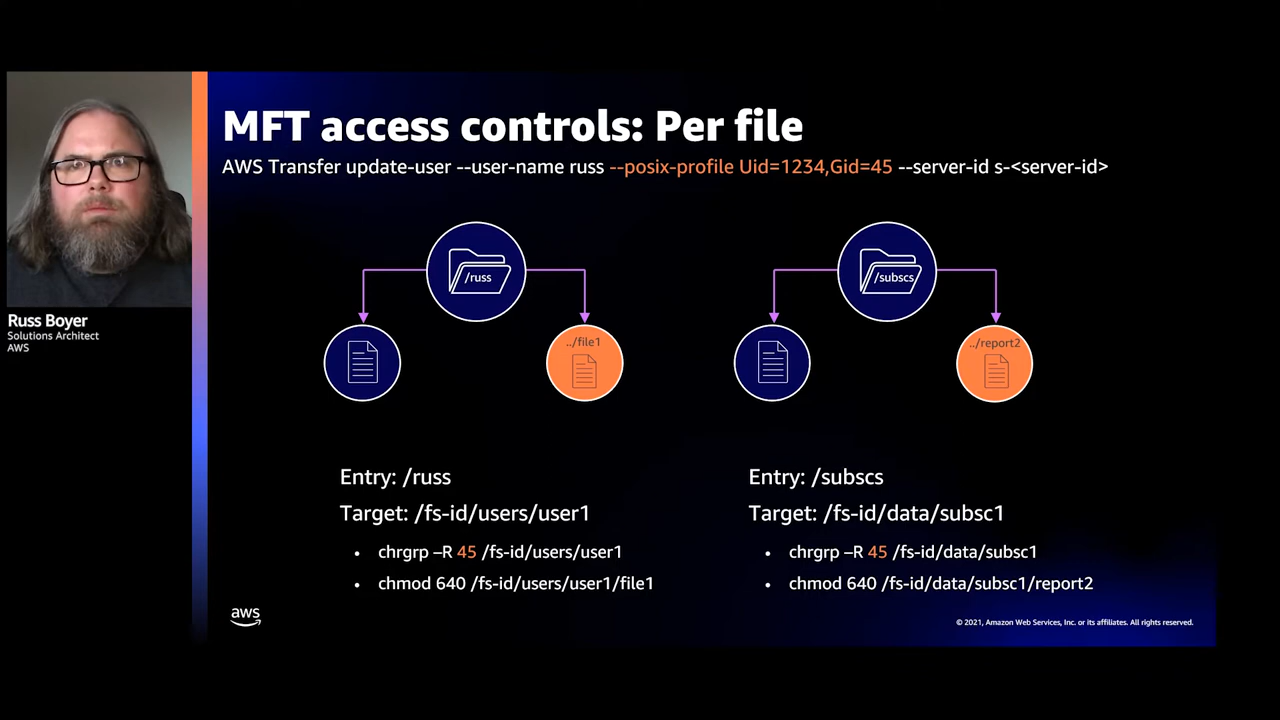 MFT access controls: Per file
AWS Transfer update-user --user-name russ --posix-profile Uid=1234,Gid=45 --server-id s-<server-id>
/russ
/subscs
../file1
../report2
Russ Boyer
Solutions Architect
AWS
Entry: /russ
Target: /fs-id/users/user1
• chrgrp –R 45 /fs-id/users/user1
• chmod 640 /fs-id/users/user1/file1
Entry: /subscs
Target: /fs-id/data/subsc1
• chrgrp –R 45 /fs-id/data/subsc1
• chmod 640 /fs-id/data/subsc1/report2
aws
© 2021, Amazon Web Services, Inc. or its affiliates. All rights reserved.